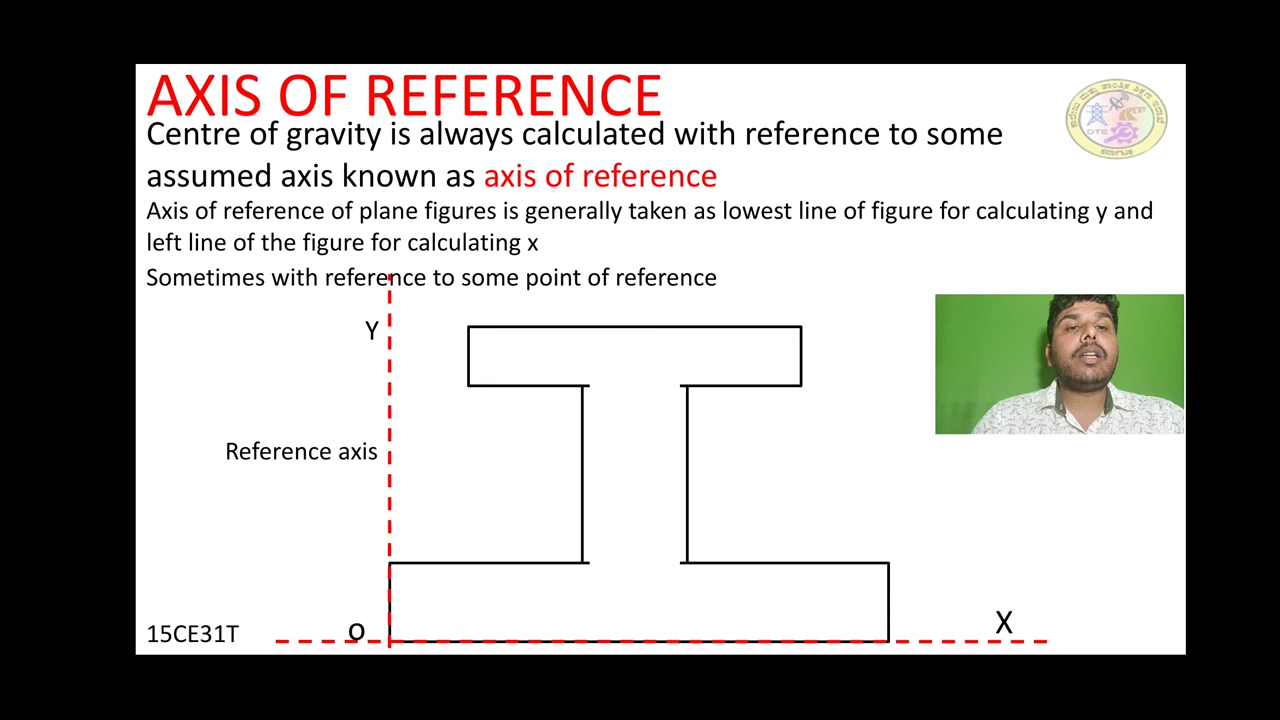 AXIS OF REFERENCE
Centre of gravity is always calculated with reference to some
assumed axis known as axis of reference
Axis of reference of plane figures is generally taken as lowest line of figure for calculating y and
left line of the figure for calculating x
Sometimes with reference to some point of reference
Y
Reference axis
X
15CE31T
O
DTE